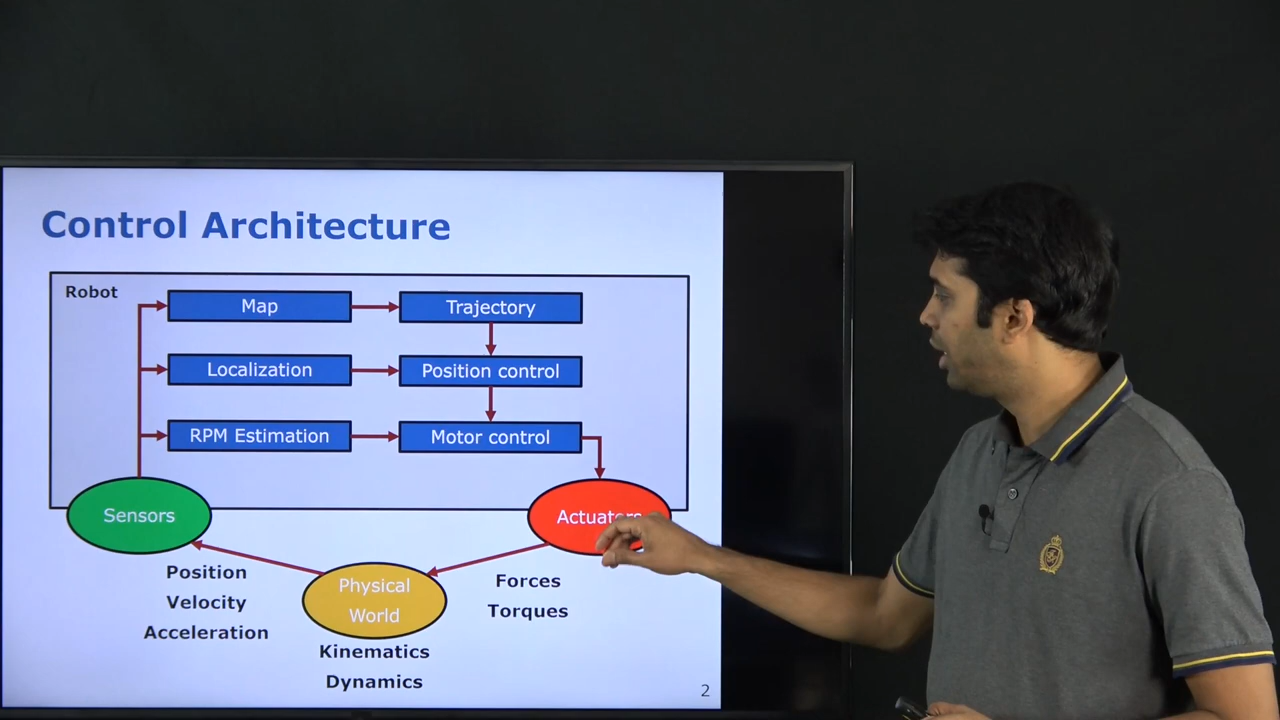 Control Architecture
Robot
Map
Trajectory
Localization
Position control
RPM Estimation
Motor control
Sensors
Actuators
Physical
World
Position
Velocity
Acceleration
Forces
Torques
Kinematics
Dynamics
2